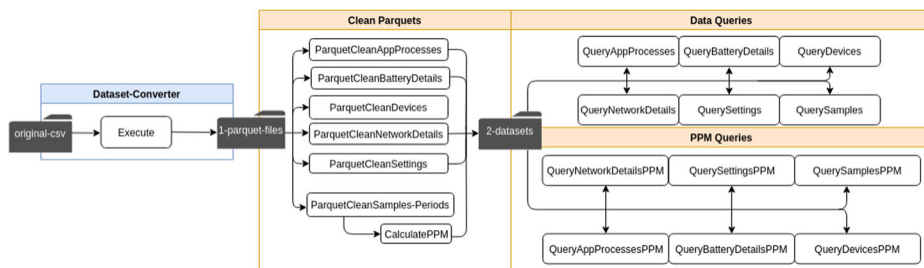 Clean Parquets
Data Queries
Dataset-Converter
original-csv
Execute
1-parquet-files
ParquetCleanAppProcesses
ParquetCleanBatteryDetails
ParquetCleanDevices
ParquetCleanNetworkDetails
ParquetCleanSettings
ParquetCleanSamples-Periods
CalculatePPM
2-datasets
QueryAppProcesses
QueryBatteryDetails
QueryDevices
QueryNetworkDetails
QuerySettings
QuerySamples
PPM Queries
QueryNetworkDetailsPPM
QuerySettingsPPM
QuerySamplesPPM
QueryAppProcessesPPM
QueryBatteryDetailsPPM
QueryDevicesPPM